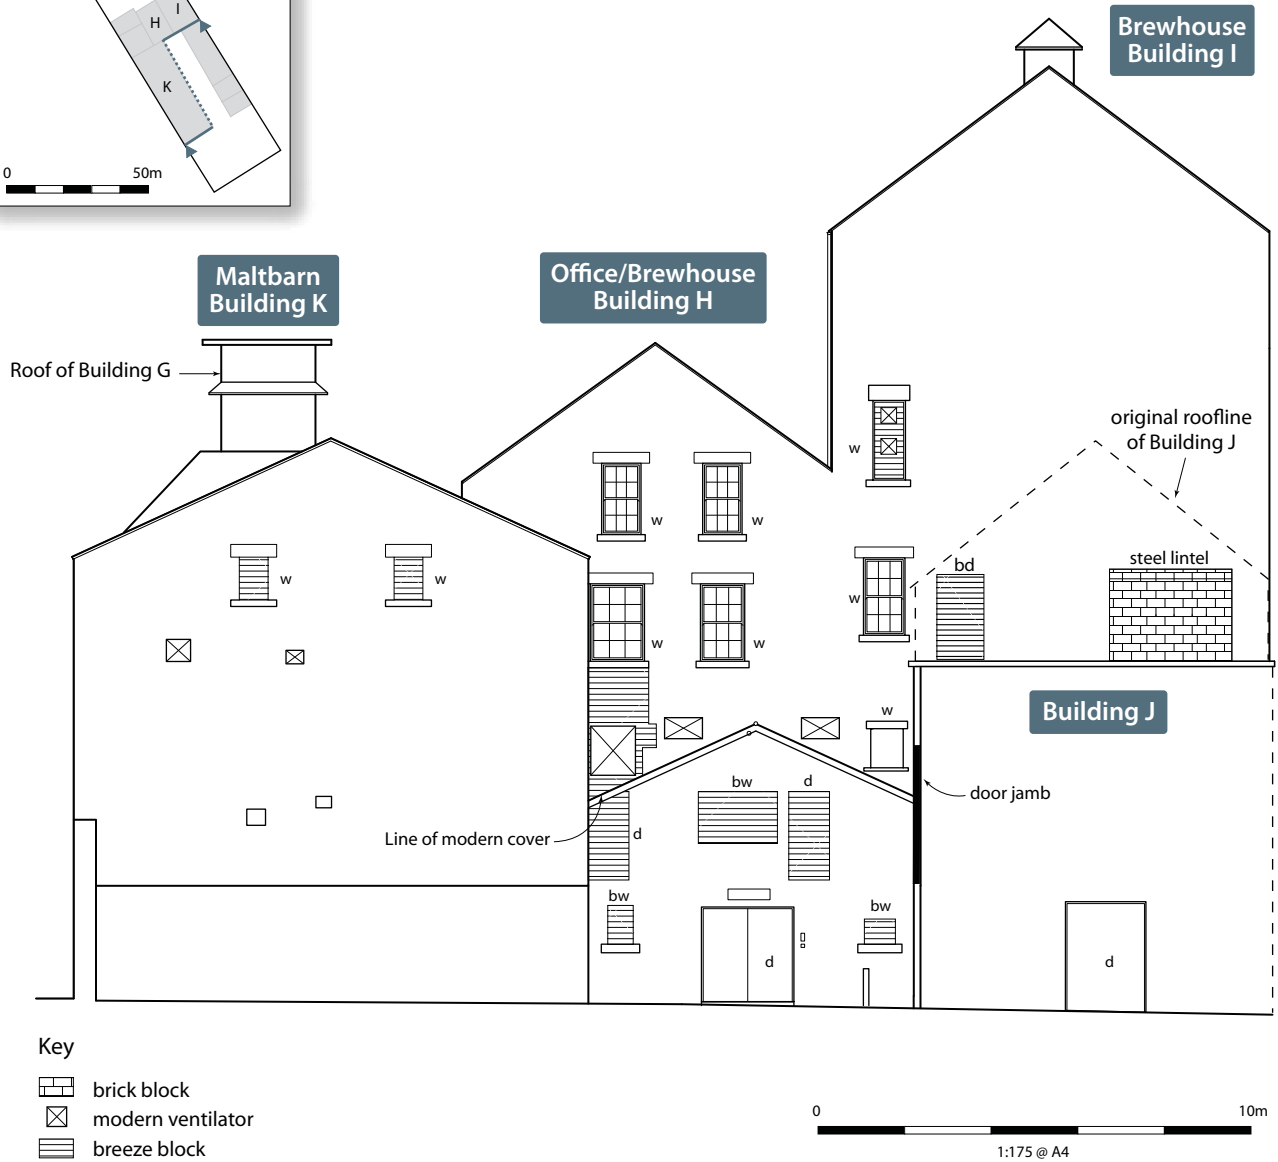 H
I
K
0
50m
Brewhouse
Building I
Maltbarn
Building K
Office/Brewhouse
Building H
Roof of Building G
original roofline
of Building J
w
w
w
bd
steel lintel
w
w
w
w
w
w
Building J
bw
d
door jamb
Line of modern cover
d
bw
bw
d
d
Key
brick block
modern ventilator
breeze block
0
10m
1:175 @ A4